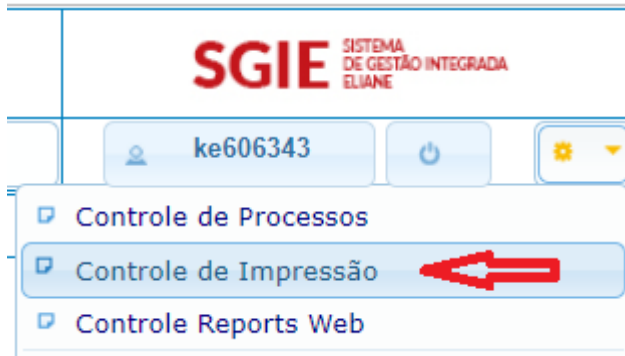 SGIE
SISTEMA
DE GESTÃO INTEGRADA
ELIANE
ke606343
Controle de Processos
Controle de Impressão
Controle Reports Web